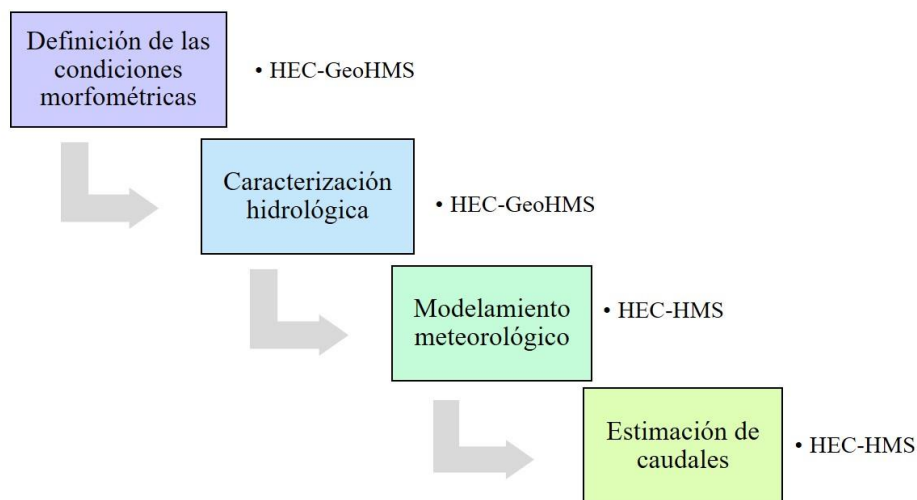 Definición de las
condiciones
morfométricas
• HEC-GeoHMS
Caracterización
hidrológica
• HEC-GeoHMS
Modelamiento
meteorológico
• HEC-HMS
Estimación de
caudales
• HEC-HMS